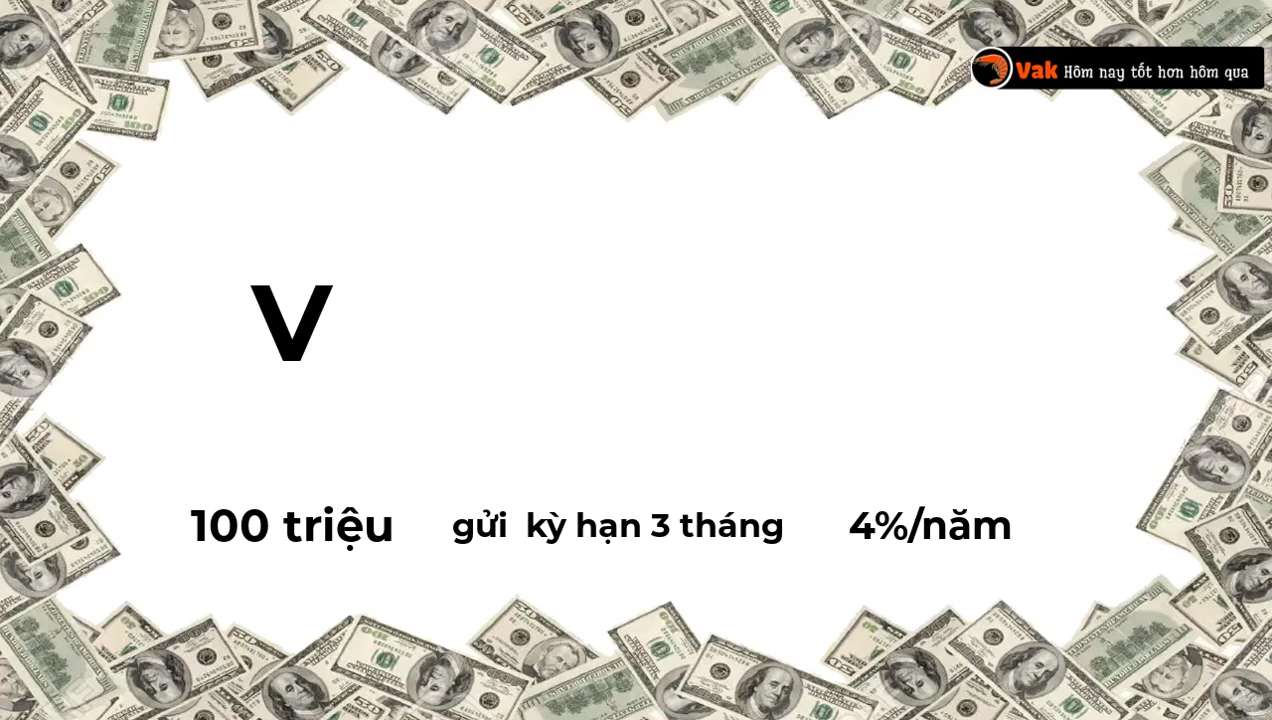 Vak Hôm nay tốt hơn hôm qua
V
100 triệu gửi kỳ hạn 3 tháng 4%/năm